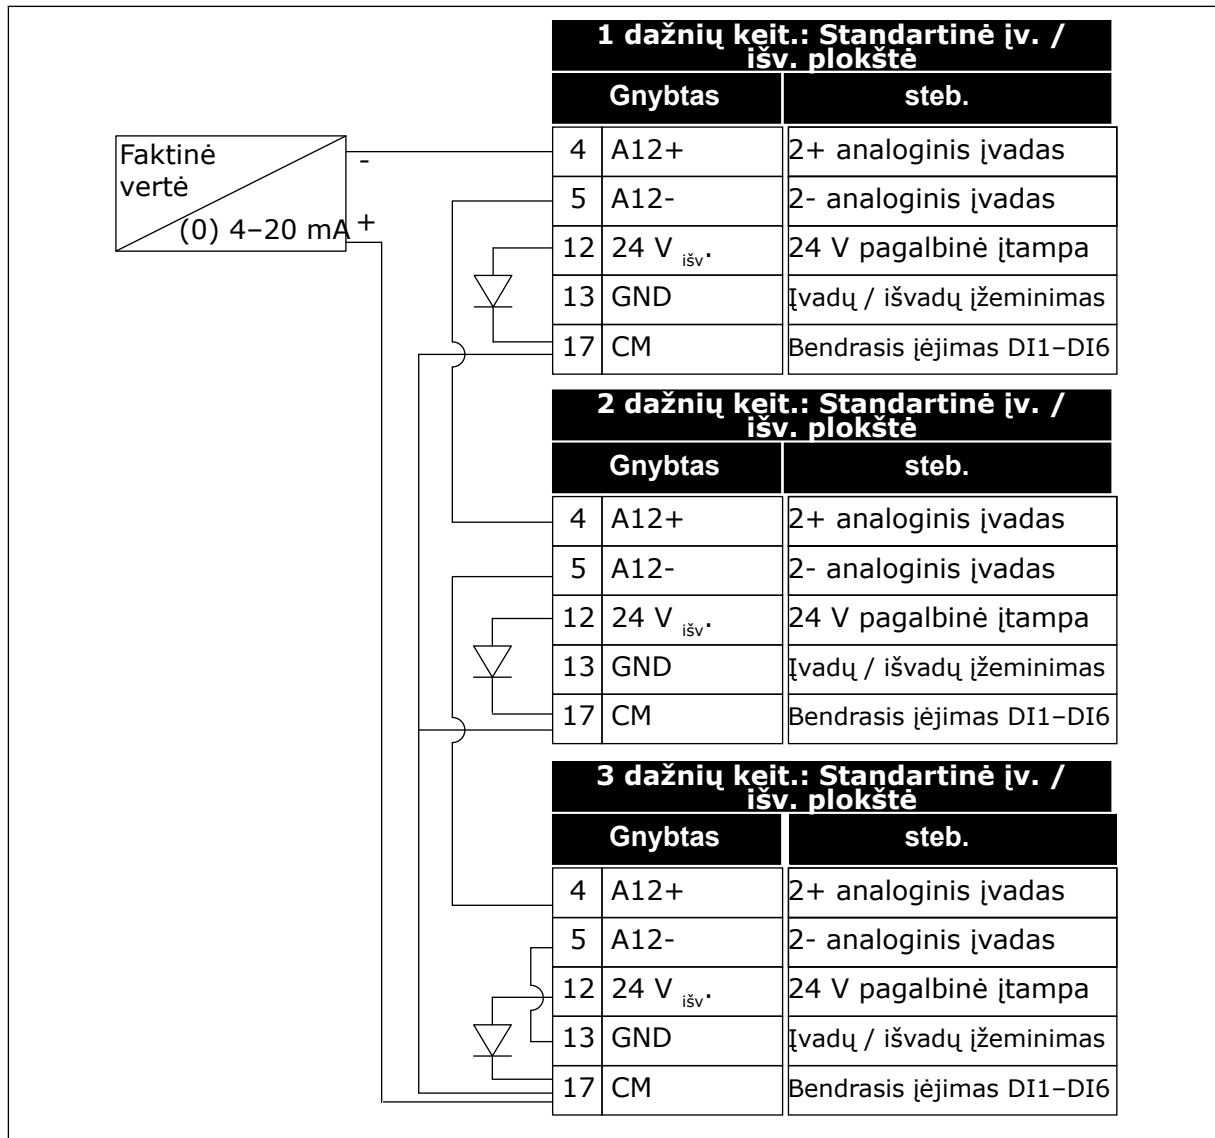 1 dažnių keit.: Standartinė įv. /
išv. plokštė
Gnybtas steb.
Faktinė
vertė
-
(0) 4–20 mA +
4 A12+ 2+ analoginis įvadas
5 A12- 2- analoginis įvadas
12 24 V išv. 24 V pagalbinė įtampa
13 GND Įvadų / išvadų įžeminimas
17 CM Bendrasis įėjimas DI1–DI6
2 dažnių keit.: Standartinė įv. /
išv. plokštė
Gnybtas steb.
4 A12+ 2+ analoginis įvadas
5 A12- 2- analoginis įvadas
12 24 V išv. 24 V pagalbinė įtampa
13 GND Įvadų / išvadų įžeminimas
17 CM Bendrasis įėjimas DI1–DI6
3 dažnių keit.: Standartinė įv. /
išv. plokštė
Gnybtas steb.
4 A12+ 2+ analoginis įvadas
5 A12- 2- analoginis įvadas
12 24 V išv. 24 V pagalbinė įtampa
13 GND Įvadų / išvadų įžeminimas
17 CM Bendrasis įėjimas DI1–DI6